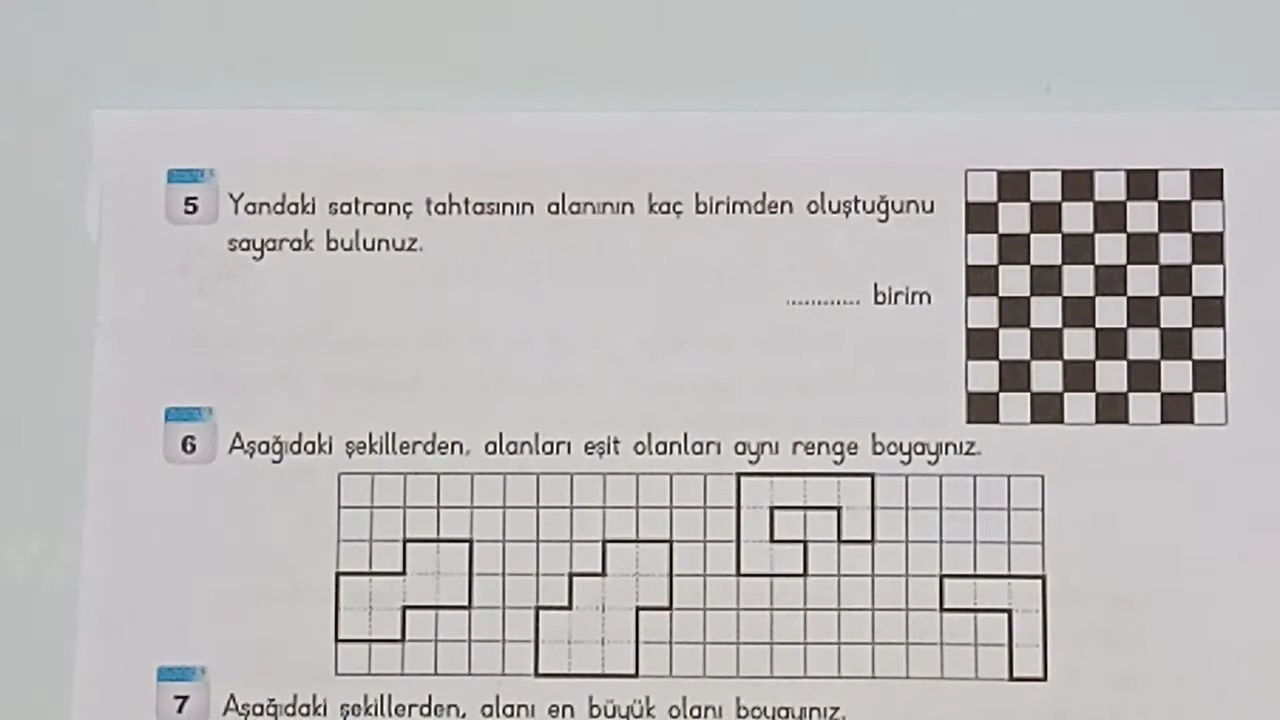 5 Yandaki satranç tahtasının alanının kaç birimden oluştuğunu
sayarak bulunuz.
............ birim
6 Aşağıdaki şekillerden, alanları eşit olanları aynı renge boyayınız.
7 Aşağıdaki şekillerden, alanı en büyük olanı boyayınız.